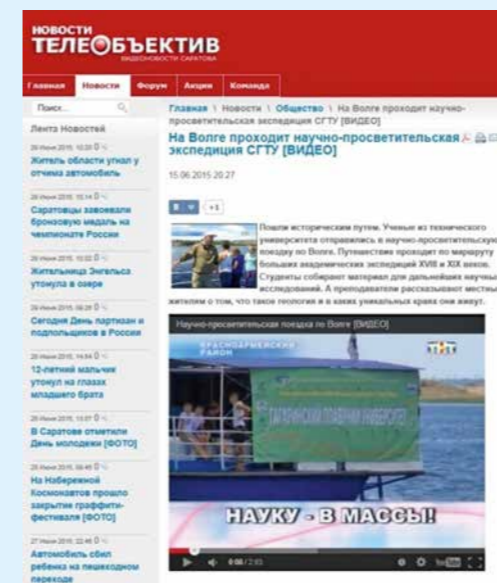 НОВОСТИ
ТЕЛЕОБЪЕКТИВ
ВИДЕОНОВОСТИ САРАТОВА
Главная Новости Форум Акции Команда
Поиск...
Лента Новостей
Житель области угнал у
отчима автомобиль
Саратовцы завоевали
бронзовую медаль на
чемпионате России
Жительница Энгельса
утонула в озере
Сегодня День партизан и
подпольщиков в России
12-летний мальчик
утонул на глазах
младшего брата
В Саратове отметили
День молодежи [ФОТО]
На Набережной
Космонавтов прошло
закрытие граффити-
фестиваля [ФОТО]
Автомобиль сбил
ребенка на пешеходном
переходе
Главная \ Новости \ Общество \ На Волге проходит научно-
просветительская экспедиция СГТУ [ВИДЕО]
На Волге проходит научно-просветительская
экспедиция СГТУ [ВИДЕО]
15.06.2015 20:27
+1
Пошли историческим путем. Ученые из технического
университета отправились в научно-просветительскую
поездку по Волге. Путешествие проходит по маршруту
больших академических экспедиций XVIII и XIX веков.
Студенты собирают материал для дальнейших научных
исследований. А преподаватели рассказывают местным
жителям о том, что такое геология и в каких уникальных краях они живут.
Научно-просветительская поездка по Волге [ВИДЕО]
КРАСНОАРМЕЙСКИЙ
РАЙОН
ГАГАРИНСКИЙ ПЛАВУЧИЙ УНИВЕРСИТЕТ
НАУКУ - В МАССЫ!